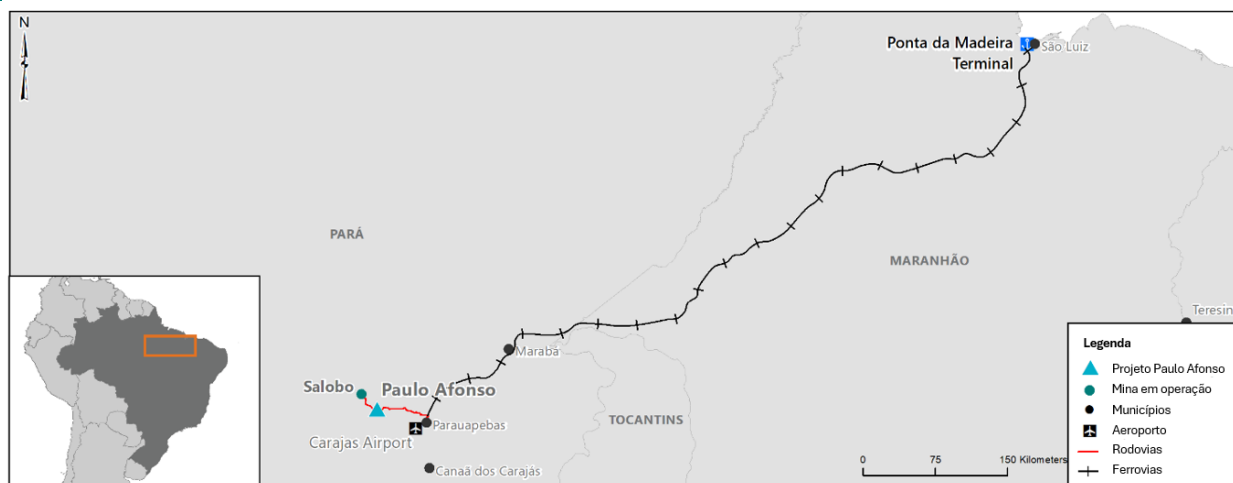 N
Ponta da Madeira
Terminal
São Luiz
PARÁ
MARANHÃO
Teresin
Marabá
Salobo
Paulo Afonso
Parauapebas
Carajas Airport
Canaã dos Carajás
TOCANTINS
0 75 150 Kilometers
Legenda
Projeto Paulo Afonso
Mina em operação
Municípios
Aeroporto
Rodovias
Ferrovias